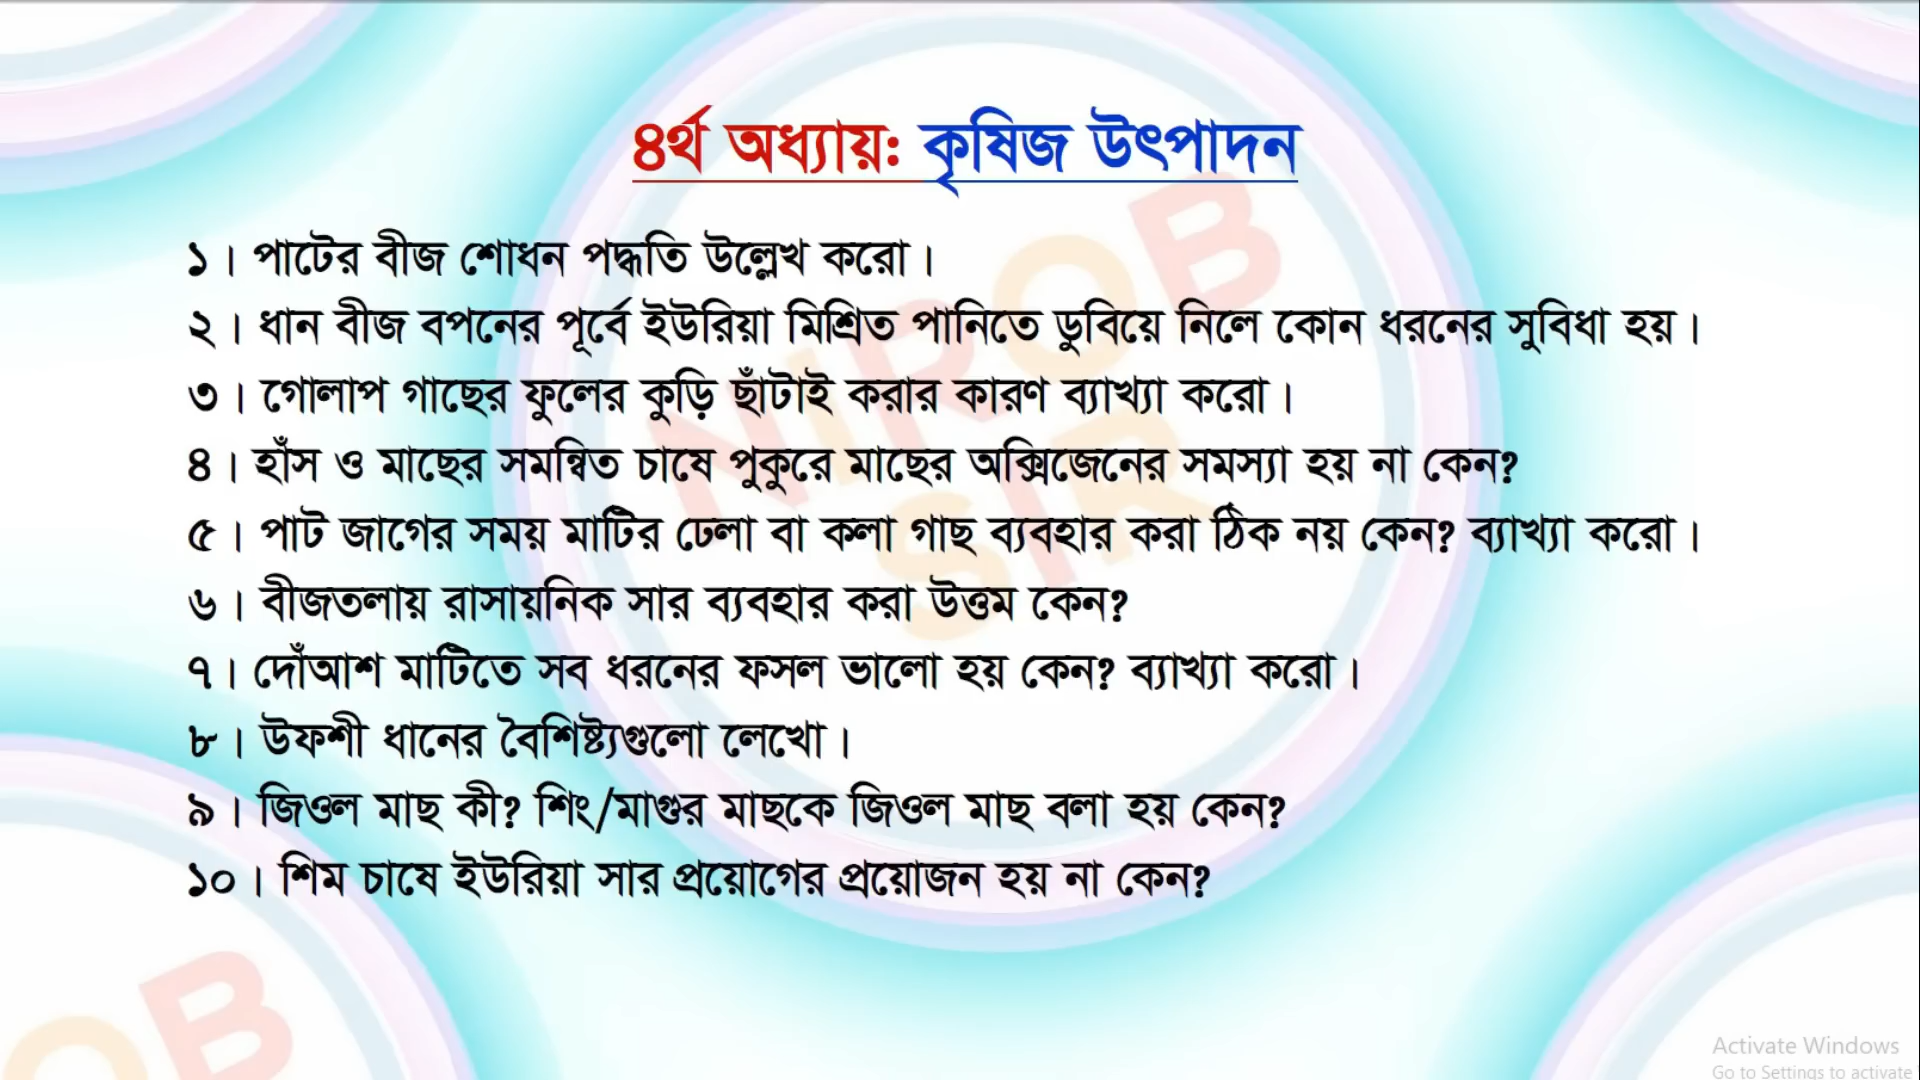 ৪র্থ অধ্যায়: কৃষিজ উৎপাদন
১। পাটের বীজ শোধন পদ্ধতি উল্লেখ করো।
২। ধান বীজ বপনের পূর্বে ইউরিয়া মিশ্রিত পানিতে ডুবিয়ে নিলে কোন ধরনের সুবিধা হয়।
৩। গোলাপ গাছের ফুলের কুড়ি ছাঁটাই করার কারণ ব্যাখ্যা করো।
৪। হাঁস ও মাছের সমন্বিত চাষে পুকুরে মাছের অক্সিজেনের সমস্যা হয় না কেন?
৫। পাট জাগের সময় মাটির ঢেলা বা কলা গাছ ব্যবহার করা ঠিক নয় কেন? ব্যাখ্যা করো।
৬। বীজতলায় রাসায়নিক সার ব্যবহার করা উত্তম কেন?
৭। দোঁআশ মাটিতে সব ধরনের ফসল ভালো হয় কেন? ব্যাখ্যা করো।
৮। উফশী ধানের বৈশিষ্ট্যগুলো লেখো।
৯। জিওল মাছ কী? শিং/মাগুর মাছকে জিওল মাছ বলা হয় কেন?
১০। শিম চাষে ইউরিয়া সার প্রয়োগের প্রয়োজন হয় না কেন?
NIROB
SIR
OB
Activate Windows
Go to Settings to activate